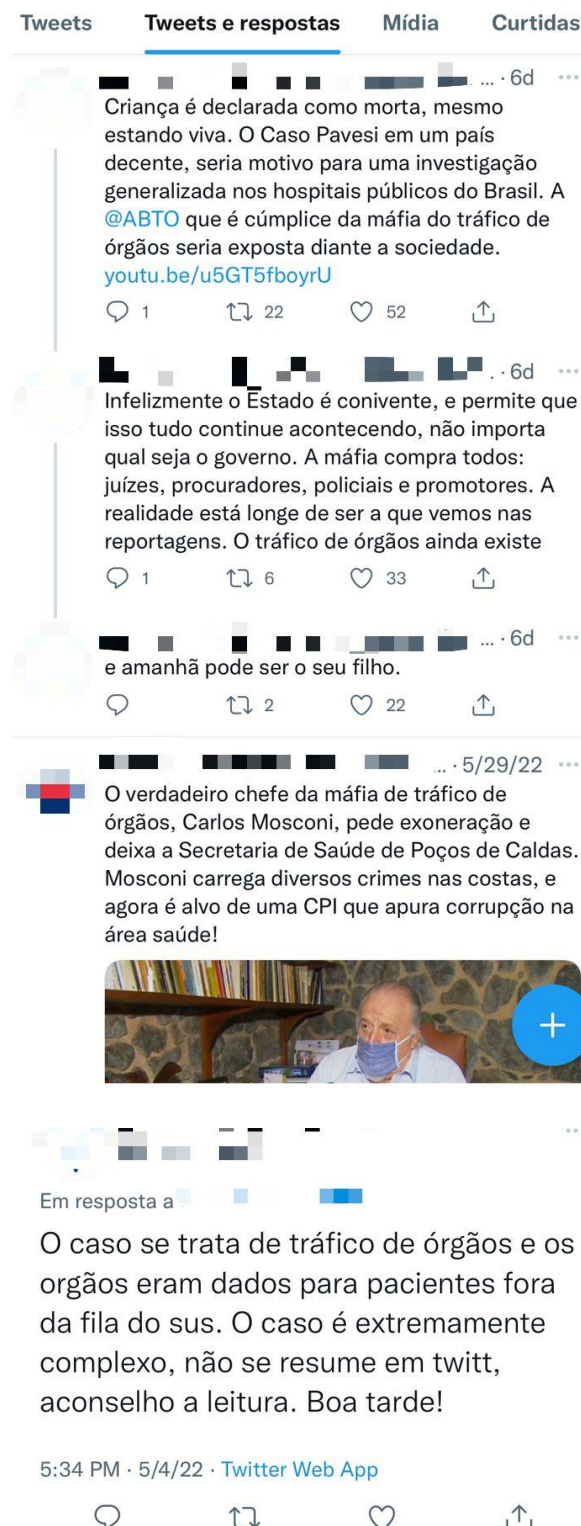 Tweets Tweets e respostas Mídia Curtidas
... · 6d
Criança é declarada como morta, mesmo
estando viva. O Caso Pavesi em um país
decente, seria motivo para uma investigação
generalizada nos hospitais públicos do Brasil. A
@ABTO que é cúmplice da máfia do tráfico de
órgãos seria exposta diante a sociedade.
youtu.be/u5GT5fboyrU
1 22 52
. · 6d
Infelizmente o Estado é conivente, e permite que
isso tudo continue acontecendo, não importa
qual seja o governo. A máfia compra todos:
juízes, procuradores, policiais e promotores. A
realidade está longe de ser a que vemos nas
reportagens. O tráfico de órgãos ainda existe
1 6 33
... · 6d
e amanhã pode ser o seu filho.
2 22
... · 5/29/22
O verdadeiro chefe da máfia de tráfico de
órgãos, Carlos Mosconi, pede exoneração e
deixa a Secretaria de Saúde de Poços de Caldas.
Mosconi carrega diversos crimes nas costas, e
agora é alvo de uma CPI que apura corrupção na
área saúde!
Em resposta a
O caso se trata de tráfico de órgãos e os
orgãos eram dados para pacientes fora
da fila do sus. O caso é extremamente
complexo, não se resume em twitt,
aconselho a leitura. Boa tarde!
5:34 PM · 5/4/22 · Twitter Web App